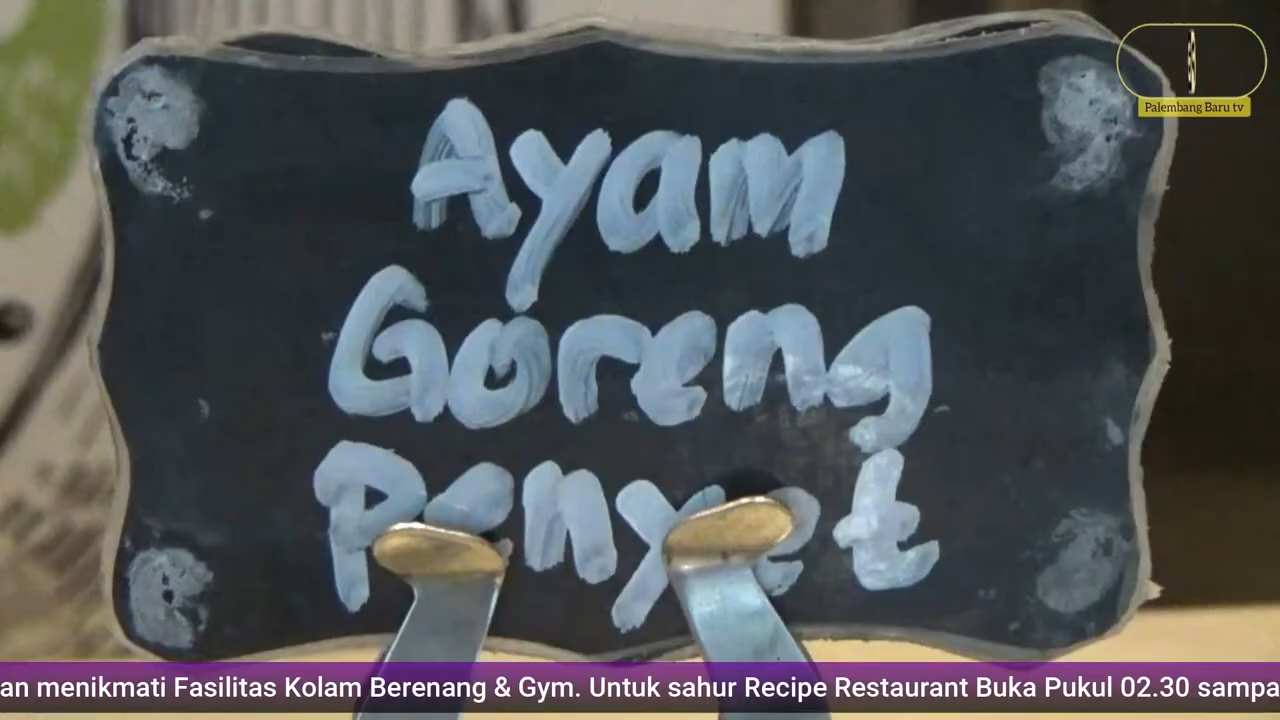 Palembang Baru tv
Ayam
Goreng
Penyet
an menikmati Fasilitas Kolam Berenang & Gym. Untuk sahur Recipe Restaurant Buka Pukul 02.30 sampa